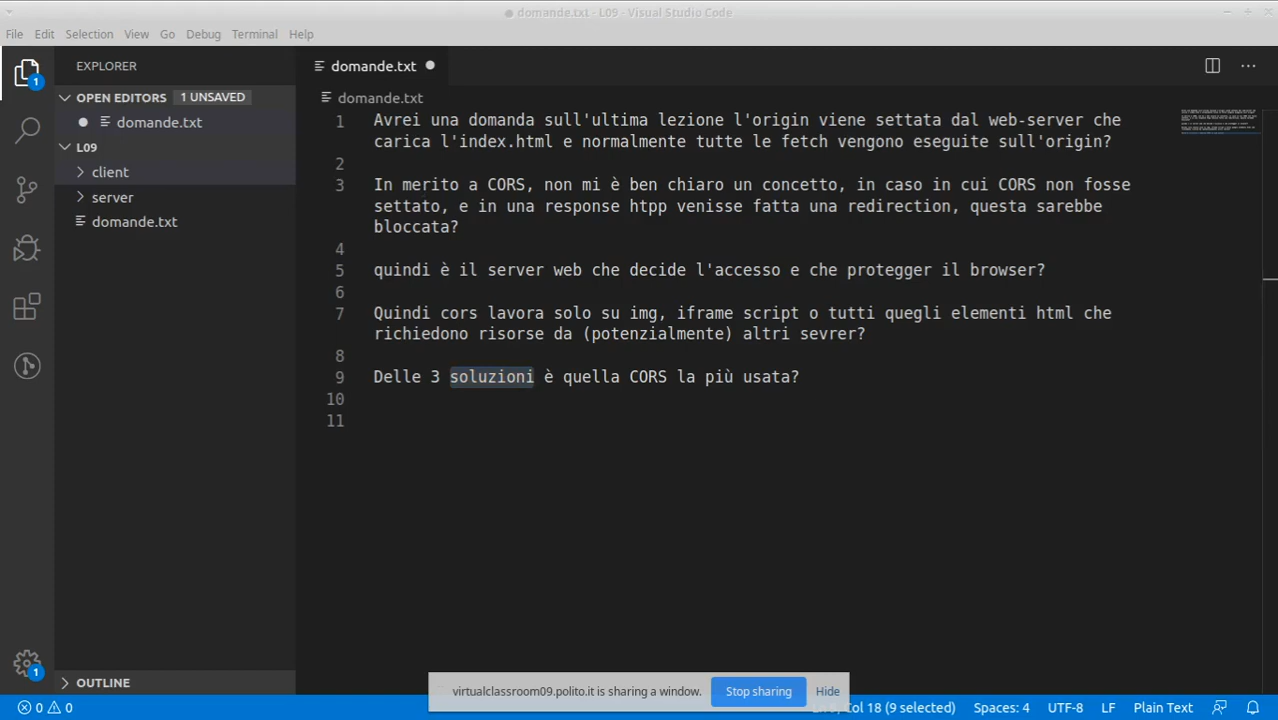 domande.txt - L09 - Visual Studio Code
File Edit Selection View Go Debug Terminal Help
EXPLORER
domande.txt
OPEN EDITORS 1 UNSAVED
domande.txt
domande.txt
L09
client
server
domande.txt
1 Avrei una domanda sull'ultima lezione l'origin viene settata dal web-server che
carica l'index.html e normalmente tutte le fetch vengono eseguite sull'origin?
2
3 In merito a CORS, non mi è ben chiaro un concetto, in caso in cui CORS non fosse
settato, e in una response htpp venisse fatta una redirection, questa sarebbe
bloccata?
4
5 quindi è il server web che decide l'accesso e che protegger il browser?
6
7 Quindi cors lavora solo su img, iframe script o tutti quegli elementi html che
richiedono risorse da (potenzialmente) altri sevrer?
8
9 Delle 3 soluzioni è quella CORS la più usata?
10
11
1
1
OUTLINE
virtualclassroom09.polito.it is sharing a window. Stop sharing Hide
0 0 Col 18 (9 selected) Spaces: 4 UTF-8 LF Plain Text